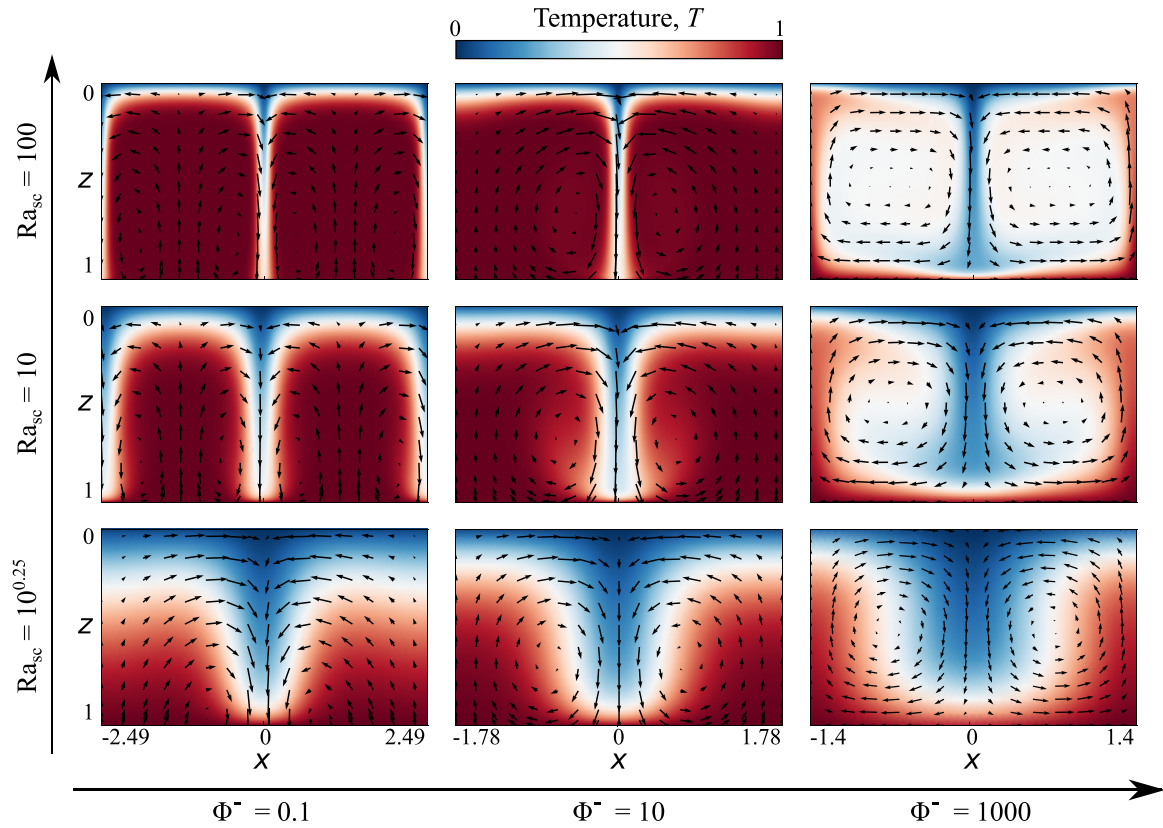 Temperature, T
0 1
Ra_sc = 100
0
z
1
Ra_sc = 10
0
z
1
Ra_sc = 10^0.25
0
z
1
-2.49 0 2.49 -1.78 0 1.78 -1.4 0 1.4
x x x
Φ⁻ = 0.1 Φ⁻ = 10 Φ⁻ = 1000